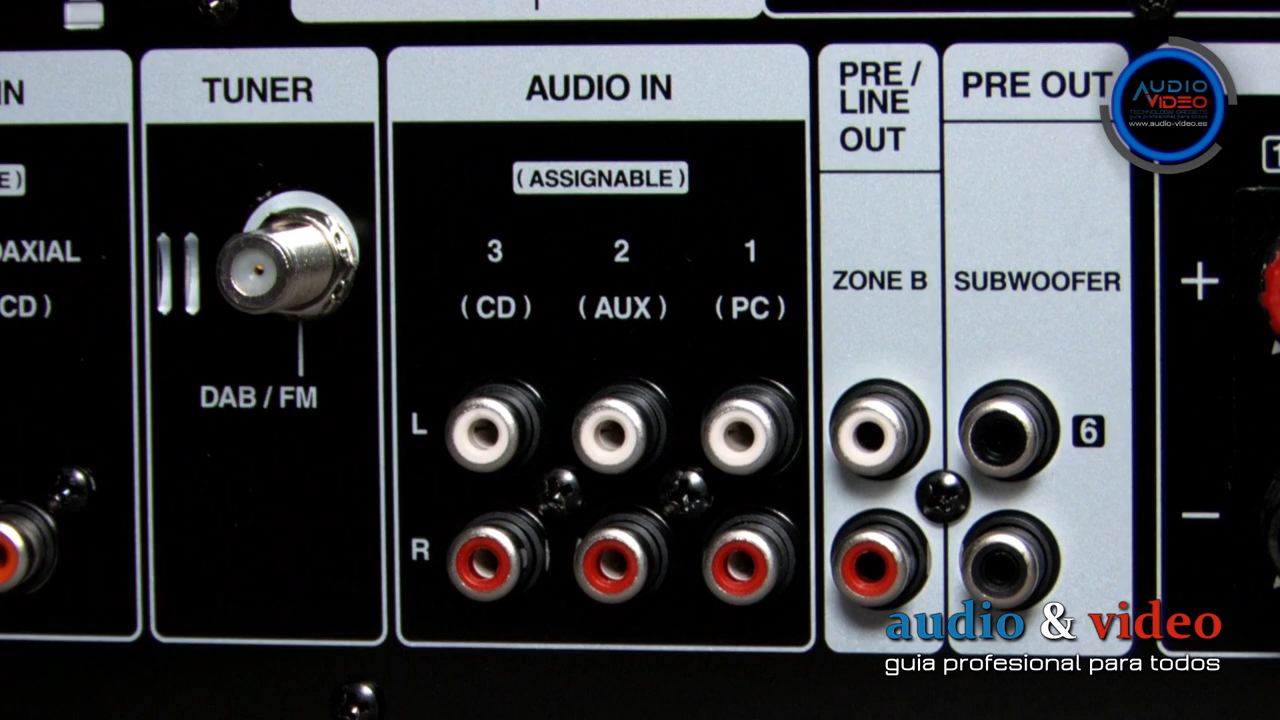 IN
TUNER
AUDIO IN
PRE /
LINE
OUT
PRE OUT
AUDIO
VIDEO
www.audio-video.es
E )
( ASSIGNABLE )
1
OAXIAL
3
2
1
CD )
( CD )
( AUX )
( PC )
ZONE B
SUBWOOFER
+
DAB / FM
L
6
R
−
audio & video
guia profesional para todos